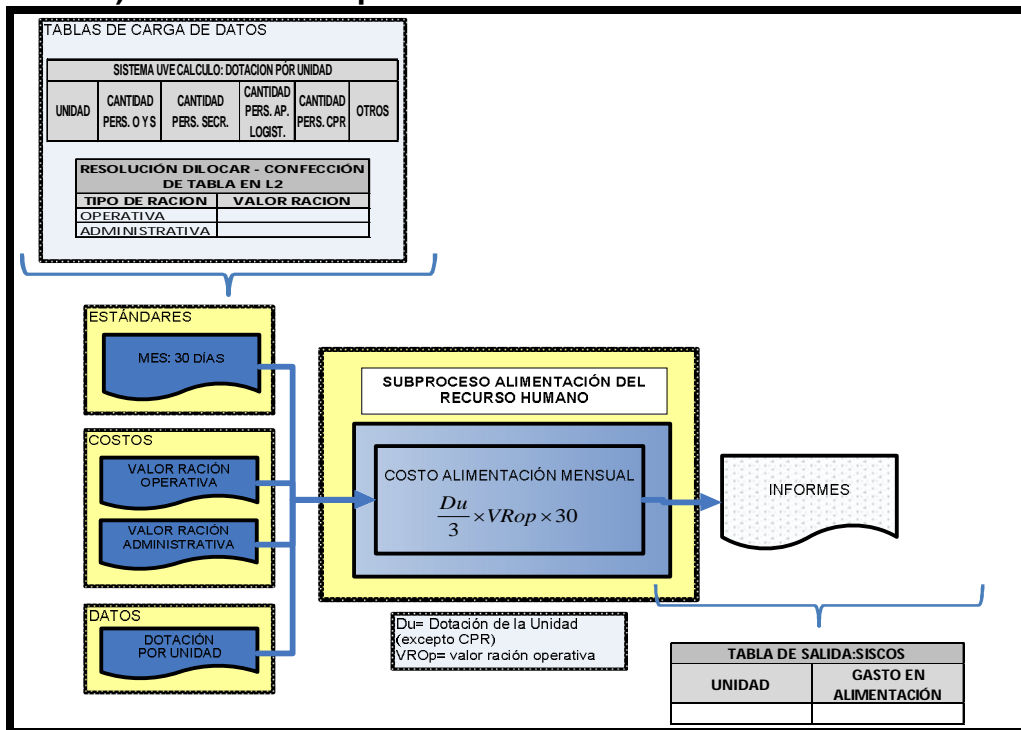 TABLAS DE CARGA DE DATOS
SISTEMA UVE CALCULO: DOTACION PÓR UNIDAD
UNIDAD
CANTIDAD
PERS. O Y S
CANTIDAD
PERS. SECR.
CANTIDAD
PERS. AP.
LOGIST.
CANTIDAD
PERS. CPR
OTROS
RESOLUCIÓN DILOCAR - CONFECCIÓN
DE TABLA EN L2
TIPO DE RACION VALOR RACION
OPERATIVA
ADMINISTRATIVA
ESTÁNDARES
MES: 30 DÍAS
COSTOS
VALOR RACIÓN
OPERATIVA
VALOR RACIÓN
ADMINISTRATIVA
DATOS
DOTACIÓN
POR UNIDAD
SUBPROCESO ALIMENTACIÓN DEL
RECURSO HUMANO
COSTO ALIMENTACIÓN MENSUAL
Du/3 × VRop × 30
Du= Dotación de la Unidad
(excepto CPR)
VROp= valor ración operativa
INFORMES
TABLA DE SALIDA:SISCOS
UNIDAD
GASTO EN
ALIMENTACIÓN